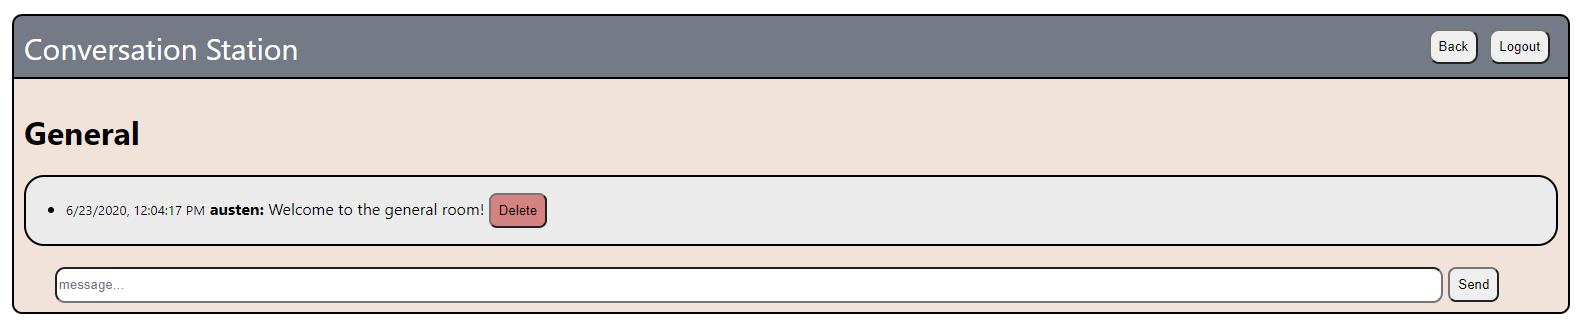 Conversation Station
Back Logout
General
6/23/2020, 12:04:17 PM austen: Welcome to the general room! Delete
message... Send